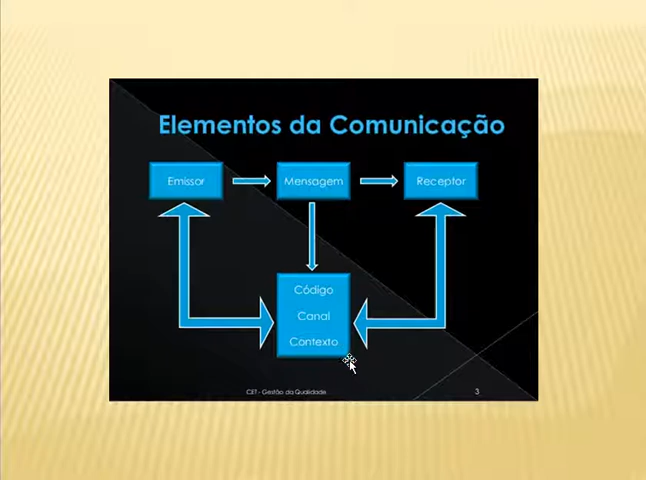 Elementos da Comunicação
Emissor
Mensagem
Receptor
Código
Canal
Contexto
CET - Gestão da Qualidade
3